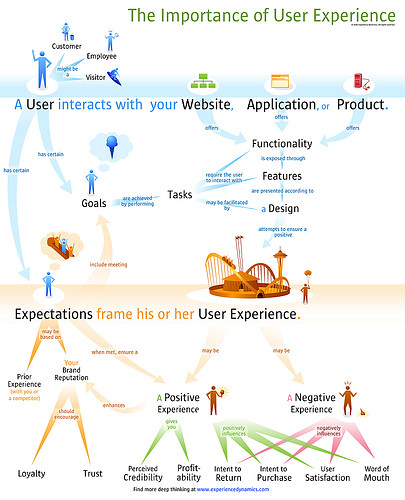 The Importance of User Experience
Customer
Employee
might be
a
Visitor
A User interacts with your Website, Application, or Product.
offers
offers
offers
Functionality
is exposed through
has certain
has certain
Goals
are achieved
by performing
Tasks
require the user
to interact with
Features
are presented according to
may be facilitated
by
a Design
attempts to ensure a
positive
include meeting
Expectations frame his or her User Experience.
may be
based on
when met, ensure a
may be
may be
Prior
Experience
(with you or
a competitor)
Your
Brand
Reputation
enhances
A Positive
Experience
A Negative
Experience
should
encourage
gives
you
positively
influences
negatively
influences
Loyalty
Trust
Perceived
Credibility
Profit-
ability
Intent to
Return
Intent to
Purchase
User
Satisfaction
Word of
Mouth
Find more deep thinking at www.experiencedynamics.com